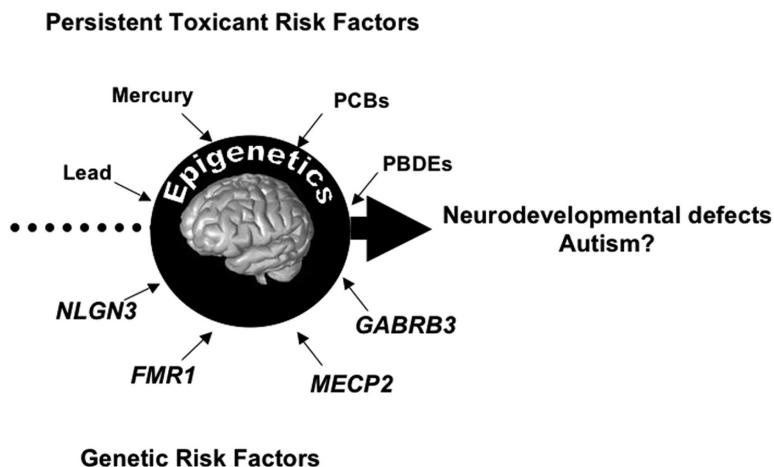 Persistent Toxicant Risk Factors
Mercury
PCBs
Lead
Epigenetics
PBDEs
Neurodevelopmental defects
Autism?
NLGN3
GABRB3
FMR1
MECP2
Genetic Risk Factors